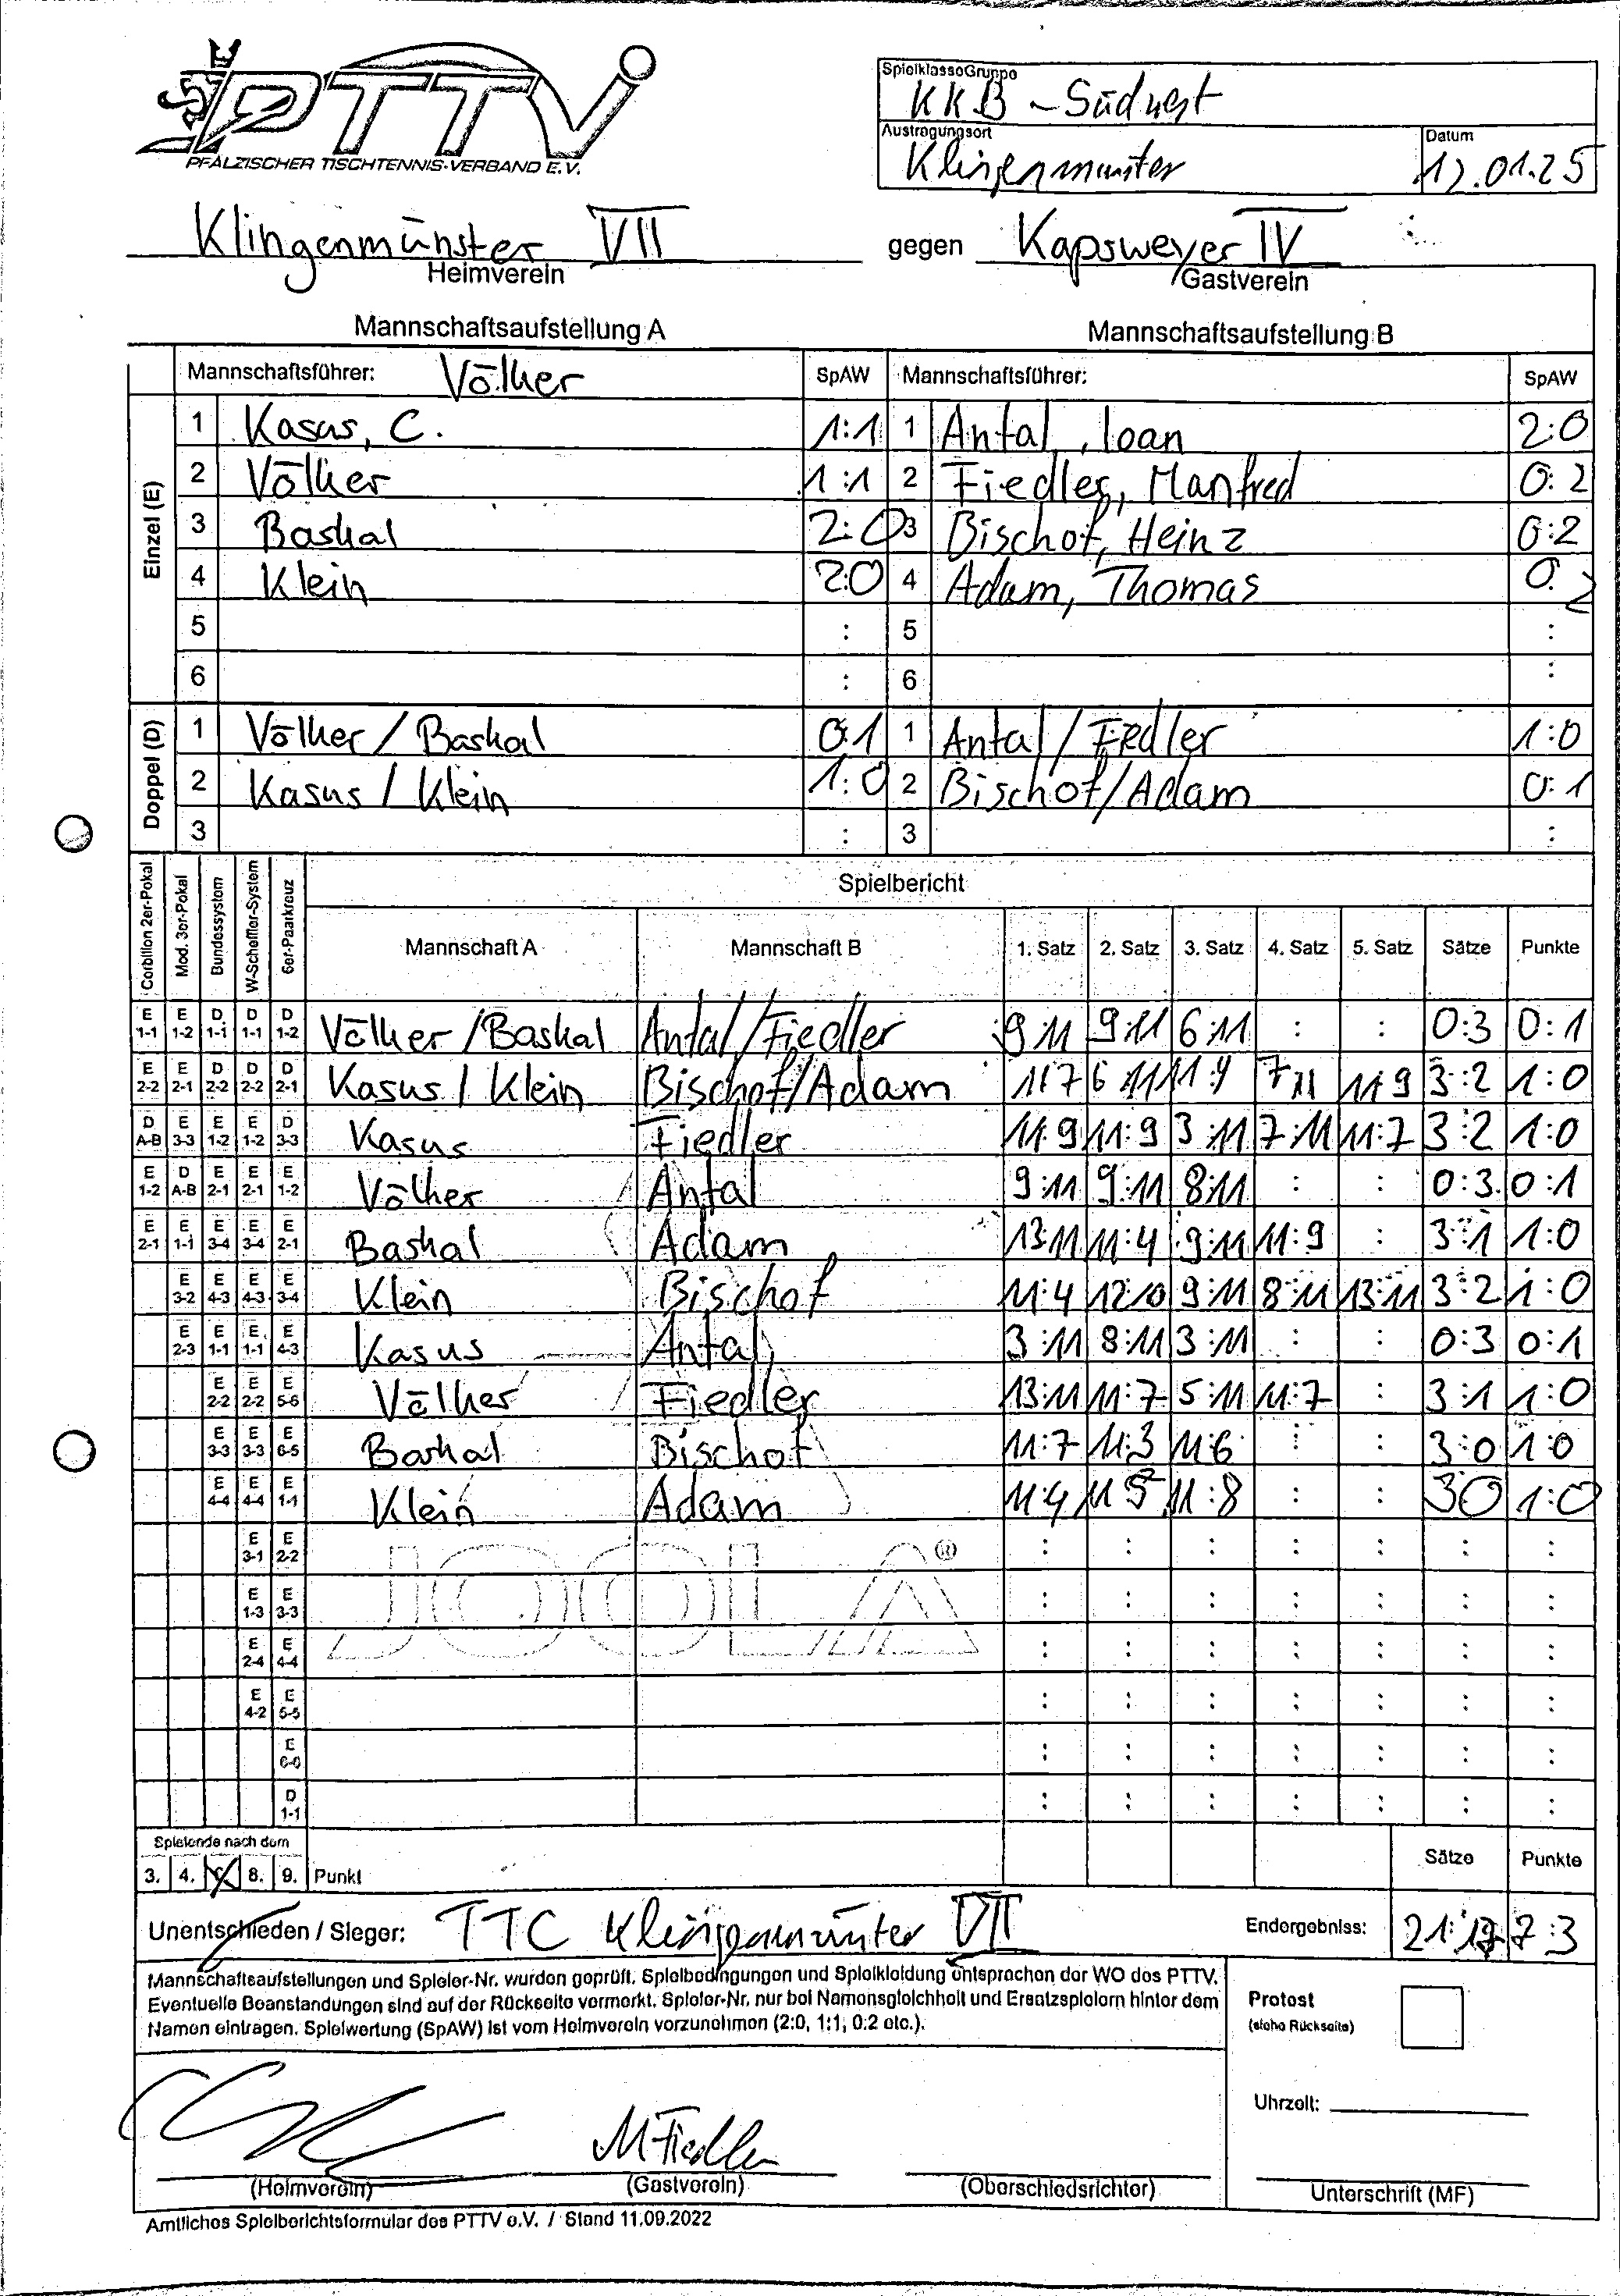 PTTV
PFÄLZISCHER TISCHTENNIS-VERBAND E.V.
Spielklasse Gruppe
KKB - Südwest
Austragungsort Datum
Klingenmünster 12.01.25
Klingenmünster VII gegen Kapsweyer IV
Heimverein Gastverein
Mannschaftsaufstellung A Mannschaftsaufstellung B
Mannschaftsführer: Völker SpAW Mannschaftsführer: SpAW
Einzel (E)
1 Kasus, C. 1:1 1 Antal, Ioan 2:0
2 Völker 1:1 2 Fiedler, Manfred 0:2
3 Baskal 2:0 3 Bischof, Heinz 0:2
4 Klein 2:0 4 Adam, Thomas 0:2
5 : 5 :
6 : 6 :
Doppel (D)
1 Völker / Baskal 0:1 1 Antal / Fiedler 1:0
2 Kasus / Klein 1:0 2 Bischof/Adam 0:1
3 : 3 :
Corbillon 2er-Pokal Mod. 3er-Pokal Bundessystem W-Scheffler-System 6er-Paarkreuz
Spielbericht
Mannschaft A Mannschaft B 1. Satz 2. Satz 3. Satz 4. Satz 5. Satz Sätze Punkte
E 1-1 E 1-2 D 1-1 D 1-1 D 1-2 Völker /Baskal Antal/Fiedler 9:11 9:11 6:11 : : 0:3 0:1
E 2-2 E 2-1 D 2-2 D 2-2 D 2-1 Kasus / Klein Bischof/Adam 11:7 6:11 11:9 7:11 11:9 3:2 1:0
D A-B E 3-3 E 1-2 E 1-2 D 3-3 Kasus Fiedler 11:9 11:9 3:11 7:11 11:7 3:2 1:0
E 1-2 D A-B E 2-1 E 2-1 E 1-2 Völker Antal 9:11 9:11 8:11 : : 0:3 0:1
E 2-1 E 1-1 E 3-4 E 3-4 E 2-1 Baskal Adam 13:11 11:4 9:11 11:9 : 3:1 1:0
E 3-2 E 4-3 E 4-3 E 3-4 Klein Bischof 11:4 12:10 9:11 8:11 13:11 3:2 1:0
E 2-3 E 1-1 E 1-1 E 4-3 Kasus Antal 3:11 8:11 3:11 : : 0:3 0:1
E 2-2 E 2-2 E 5-6 Völker Fiedler 13:11 11:7 5:11 11:7 : 3:1 1:0
E 3-3 E 3-3 E 6-5 Baskal Bischof 11:7 11:3 11:6 : : 3:0 1:0
E 4-4 E 4-4 E 1-1 Klein Adam 11:4 11:5 11:8 : : 3:0 1:0
E 3-1 E 2-2 : : : : : : :
JOOLA®
E 1-3 E 3-3 : : : : : : :
E 2-4 E 4-4 : : : : : : :
E 4-2 E 5-5 : : : : : : :
E 6-6 : : : : : : :
D 1-1 : : : : : : :
Spielende nach dem Sätze Punkte
3. 4. 8. 9. Punkt
Unentschieden / Sieger: TTC Klingenmünster VII Endergebniss: 21:17 7:3
Mannschaftsaufstellungen und Spieler-Nr. wurden geprüft. Spielbedingungen und Spielkleidung entsprachen der WO des PTTV.
Eventuelle Beanstandungen sind auf der Rückseite vermerkt. Spieler-Nr. nur bei Namensgleichheit und Ersatzspielern hinter dem
Namen eintragen. Spielwertung (SpAW) ist vom Heimverein vorzunehmen (2:0, 1:1, 0:2 etc.).
Protest
(siehe Rückseite)
Uhrzeit:
M Fiedler
(Heimverein) (Gastverein) (Oberschiedsrichter) Unterschrift (MF)
Amtliches Spielberichtsformular des PTTV e.V. / Stand 11.09.2022